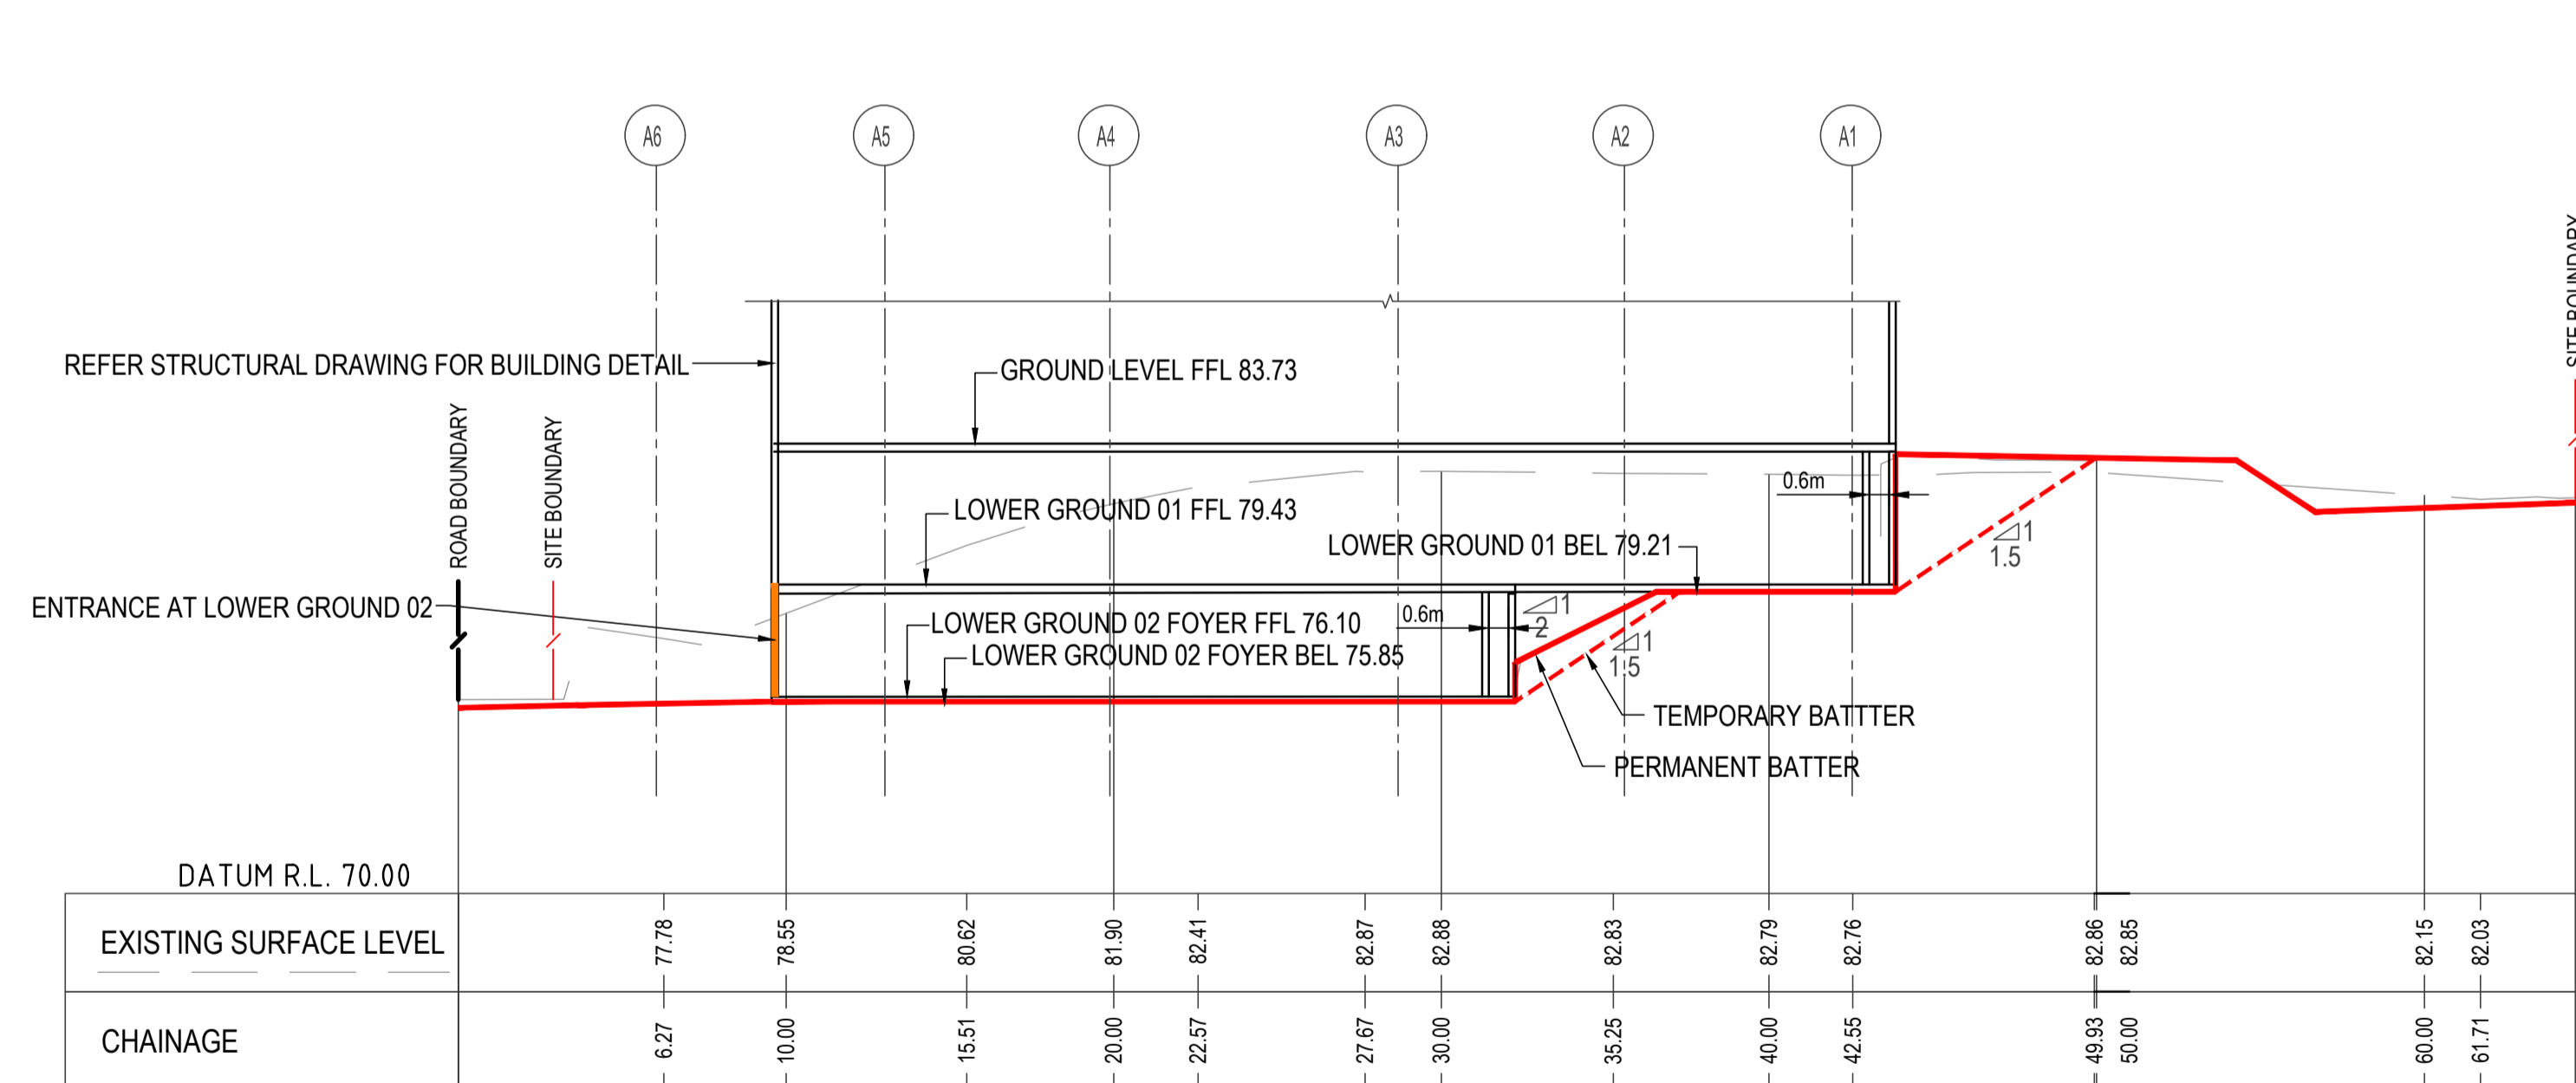 A6 A5 A4 A3 A2 A1
SITE BOUNDARY
REFER STRUCTURAL DRAWING FOR BUILDING DETAIL
GROUND LEVEL FFL 83.73
ROAD BOUNDARY
SITE BOUNDARY
0.6m
LOWER GROUND 01 FFL 79.43
LOWER GROUND 01 BEL 79.21
1
1.5
ENTRANCE AT LOWER GROUND 02
LOWER GROUND 02 FOYER FFL 76.10
0.6m
1
2
LOWER GROUND 02 FOYER BEL 75.85
1
1.5
TEMPORARY BATTTER
PERMANENT BATTER
DATUM R.L. 70.00
EXISTING SURFACE LEVEL 77.78 78.55 80.62 81.90 82.41 82.87 82.88 82.83 82.79 82.76 82.86 82.85 82.15 82.03
CHAINAGE 6.27 10.00 15.51 20.00 22.57 27.67 30.00 35.25 40.00 42.55 49.93 50.00 60.00 61.71